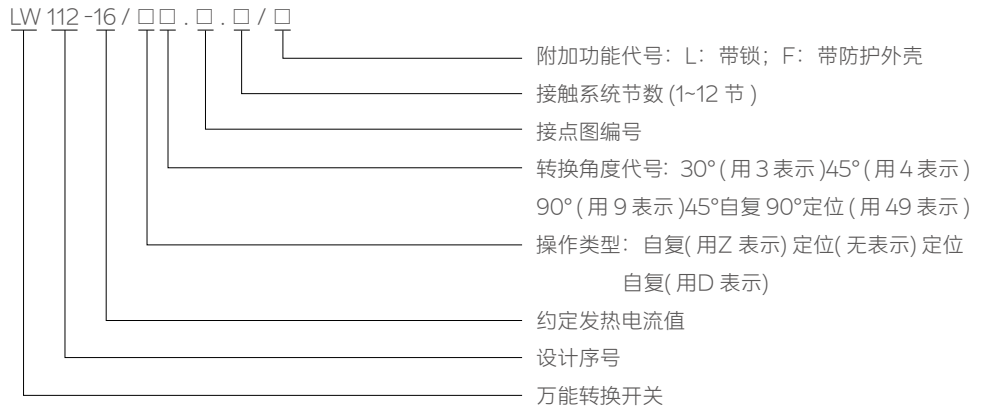 LW 112 -16 / □□ . □ . □ / □
附加功能代号：L：带锁；F：带防护外壳
接触系统节数 (1~12 节 )
接点图编号
转换角度代号：30° ( 用 3 表示 )45° ( 用 4 表示 )
90° ( 用 9 表示 )45°自复 90°定位 ( 用 49 表示 )
操作类型：自复( 用Z 表示) 定位( 无表示) 定位
自复( 用D 表示)
约定发热电流值
设计序号
万能转换开关